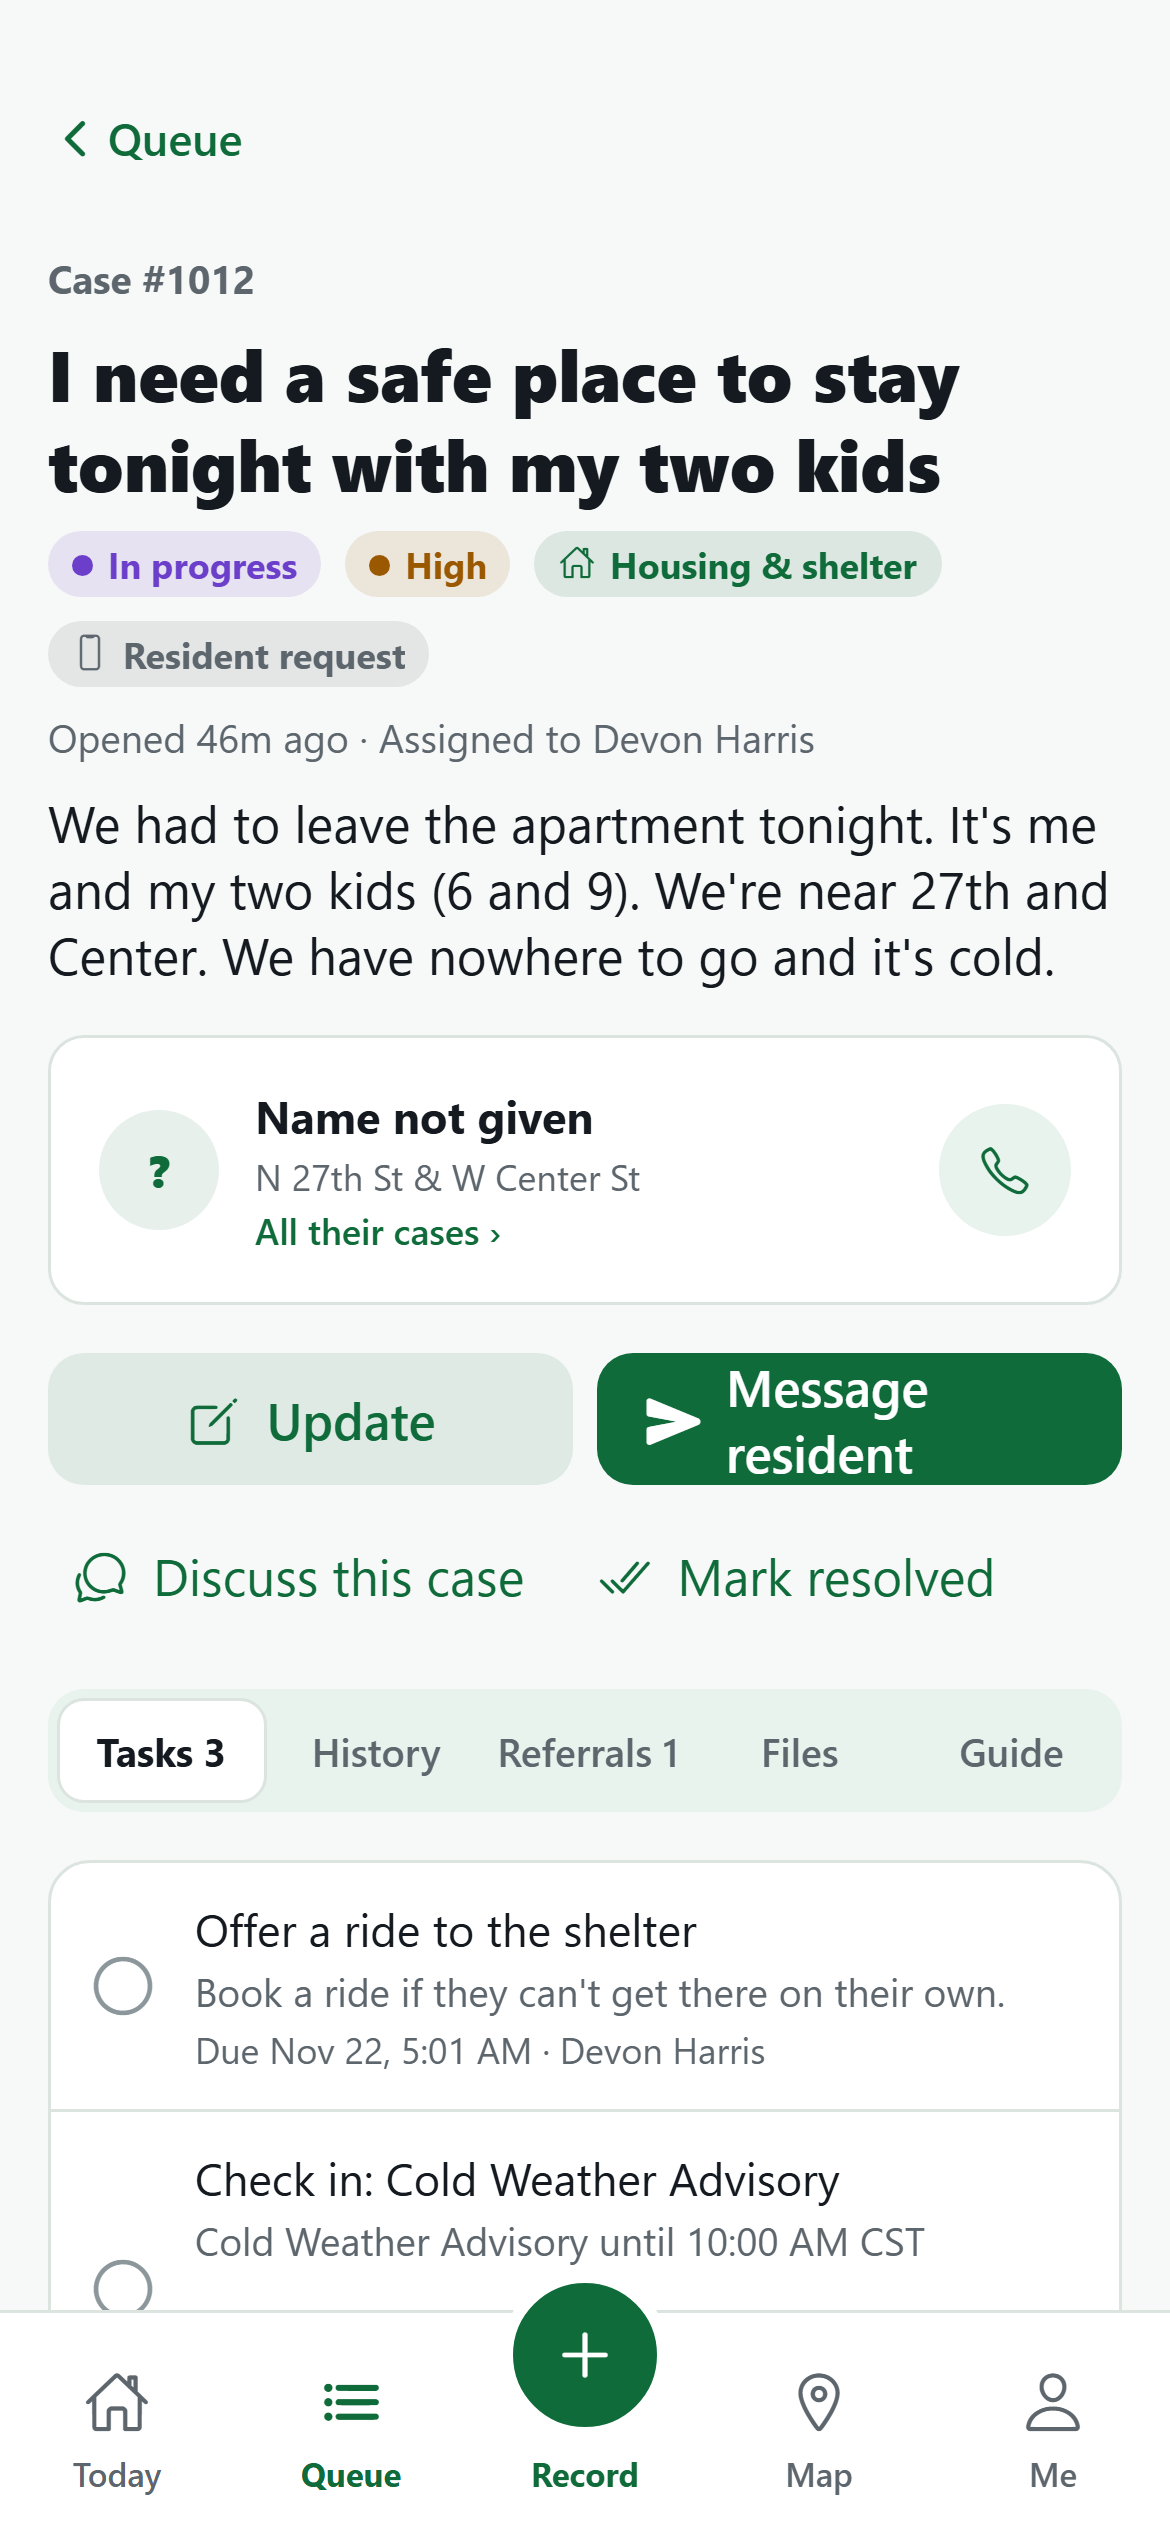 Queue
Case #1012
I need a safe place to stay
tonight with my two kids
In progress
High
Housing & shelter
Resident request
Opened 46m ago · Assigned to Devon Harris
We had to leave the apartment tonight. It's me
and my two kids (6 and 9). We're near 27th and
Center. We have nowhere to go and it's cold.
?
Name not given
N 27th St & W Center St
All their cases ›
Update
Message
resident
Discuss this case
Mark resolved
Tasks 3
History
Referrals 1
Files
Guide
Offer a ride to the shelter
Book a ride if they can't get there on their own.
Due Nov 22, 5:01 AM · Devon Harris
Check in: Cold Weather Advisory
Cold Weather Advisory until 10:00 AM CST
Today
Queue
Record
Map
Me